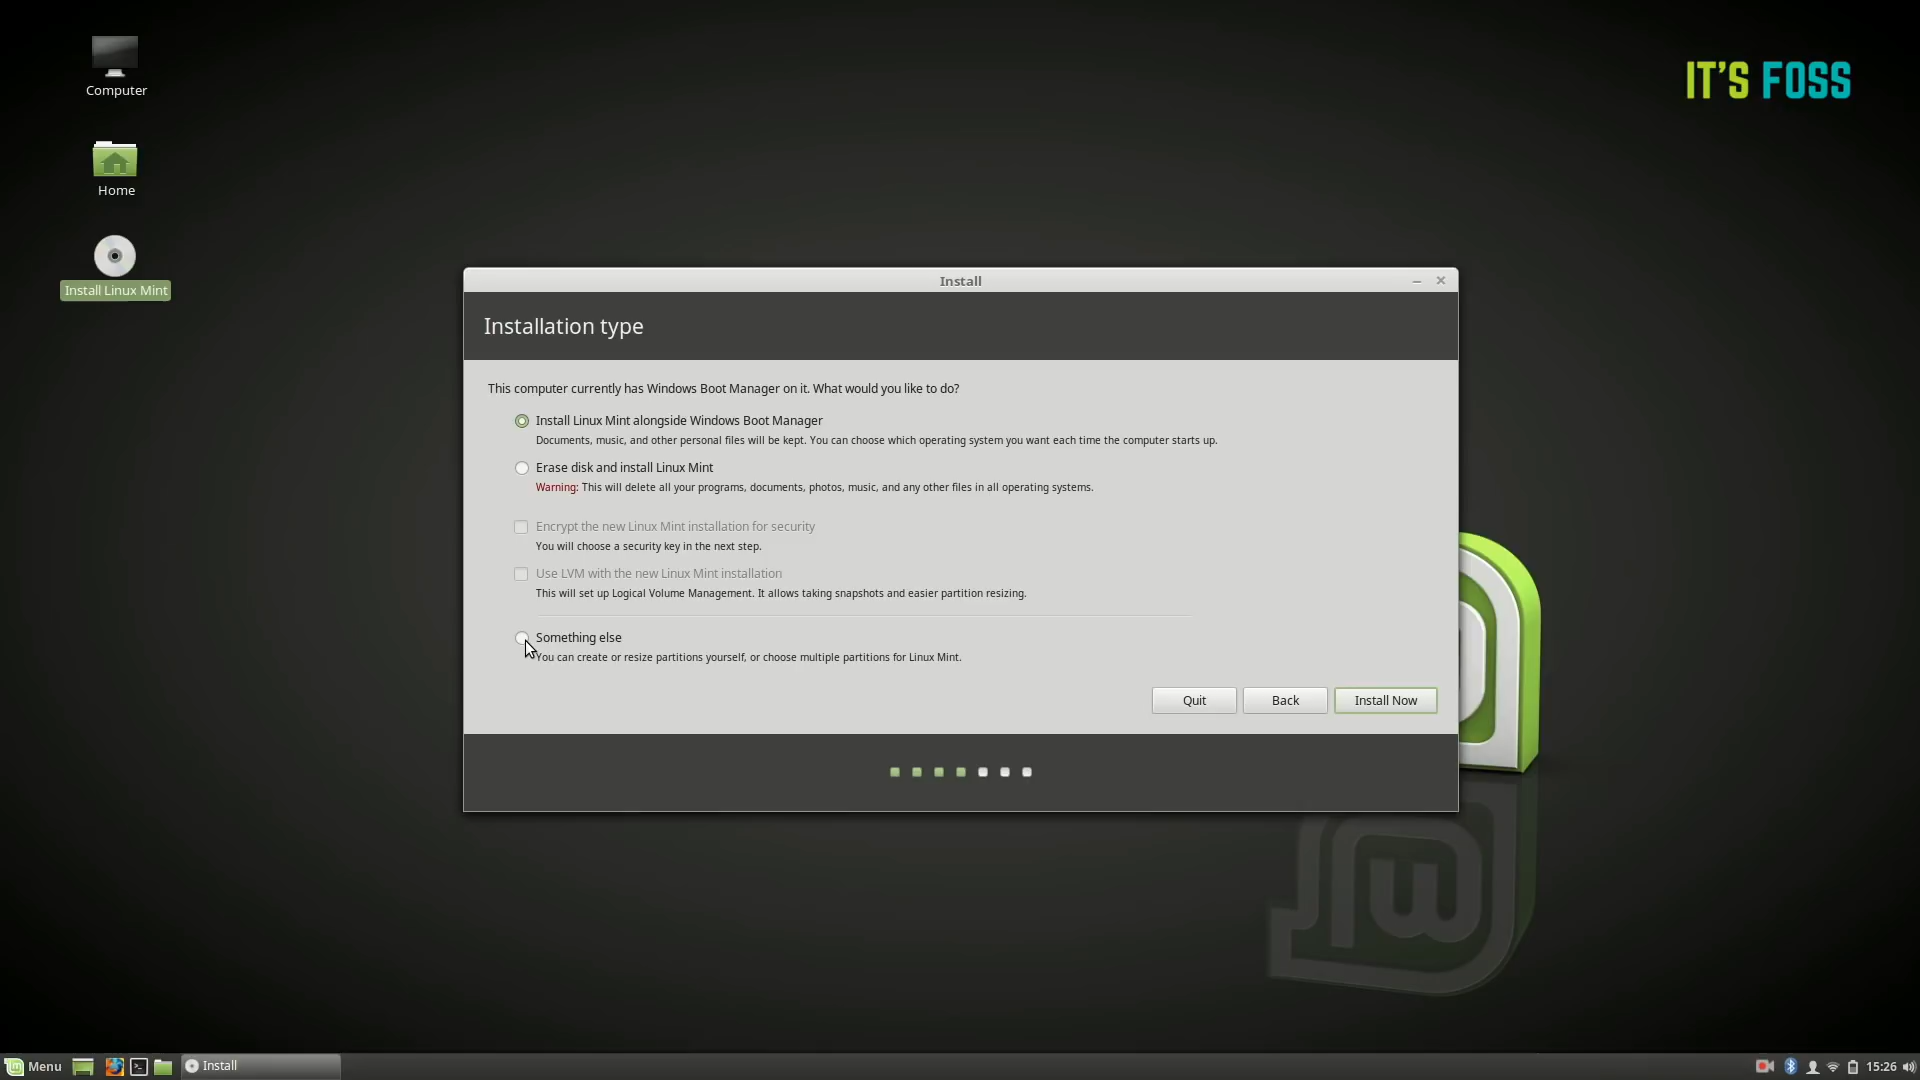 Computer
IT'S FOSS
Home
Install Linux Mint
Install
Installation type
This computer currently has Windows Boot Manager on it. What would you like to do?
Install Linux Mint alongside Windows Boot Manager
Documents, music, and other personal files will be kept. You can choose which operating system you want each time the computer starts up.
Erase disk and install Linux Mint
Warning: This will delete all your programs, documents, photos, music, and any other files in all operating systems.
Encrypt the new Linux Mint installation for security
You will choose a security key in the next step.
Use LVM with the new Linux Mint installation
This will set up Logical Volume Management. It allows taking snapshots and easier partition resizing.
Something else
You can create or resize partitions yourself, or choose multiple partitions for Linux Mint.
Quit Back Install Now
Menu Install 15:26